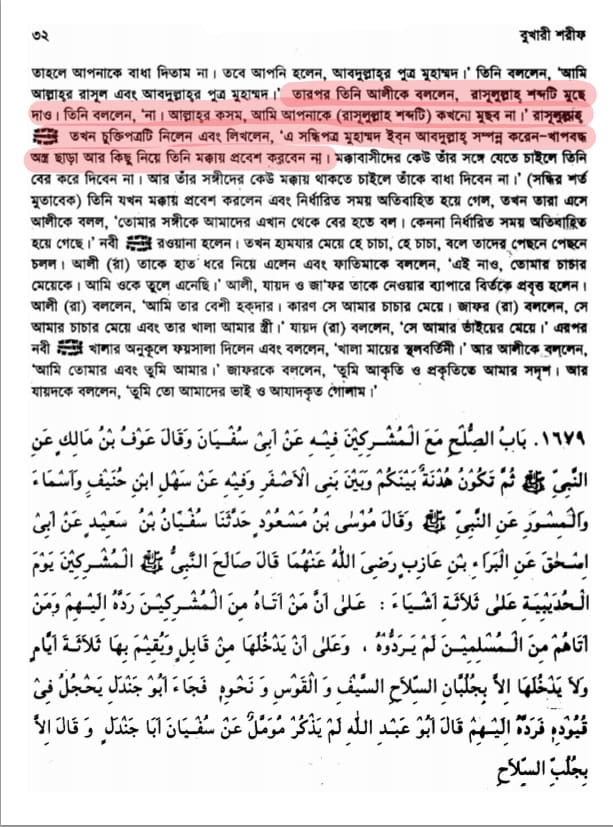 ৩২ বুখারী শরীফ
তাহলে আপনাকে বাধা দিতাম না। তবে আপনি হলেন, আবদুল্লাহর পুত্র মুহাম্মদ।’ তিনি বললেন, ‘আমি
আল্লাহর রাসূল এবং আবদুল্লাহর পুত্র মুহাম্মদ।’ তারপর তিনি আলীকে বললেন, রাসূলুল্লাহ্ শব্দটি মুছে
দাও। তিনি বললেন, ‘না। আল্লাহর কসম, আমি আপনাকে (রাসূলুল্লাহ শব্দটি) কখনো মুছব না।’ রাসূলুল্লাহ্
ﷺ তখন চুক্তিপত্রটি নিলেন এবং লিখলেন, ‘এ সন্ধিপত্র মুহাম্মদ ইব্‌ন আবদুল্লাহ সম্পন্ন করেন-খাপবদ্ধ
অস্ত্র ছাড়া আর কিছু নিয়ে তিনি মক্কায় প্রবেশ করবেন না। মক্কাবাসীদের কেউ তাঁর সঙ্গে যেতে চাইলে তিনি
বের করে দিবেন না। আর তাঁর সঙ্গীদের কেউ মক্কায় থাকতে চাইলে তাঁকে বাধা দিবেন না।’ (সন্ধির শর্ত
মুতাবেক) তিনি যখন মক্কায় প্রবেশ করলেন এবং নির্ধারিত সময় অতিবাহিত হয়ে গেল, তখন তারা এসে
আলীকে বলল, ‘তোমার সঙ্গীকে আমাদের এখান থেকে বের হতে বল। কেননা নির্ধারিত সময় অতিবাহিত
হয়ে গেছে।’ নবী ﷺ রওয়ানা হলেন। তখন হামযার মেয়ে হে চাচা, হে চাচা, বলে তাদের পেছনে পেছনে
চলল। আলী (রা) তাকে হাত ধরে নিয়ে এলেন এবং ফাতিমাকে বললেন, ‘এই নাও, তোমার চাচার
মেয়েকে। আমি ওকে তুলে এনেছি।’ আলী, যায়দ ও জা‘ফর তাকে নেওয়ার ব্যাপারে বিতর্কে প্রবৃত্ত হলেন।
আলী (রা) বললেন, ‘আমি তার বেশী হক্‌দার। কারণ সে আমার চাচার মেয়ে। জাফর (রা) বললেন, সে
আমার চাচার মেয়ে এবং তার খালা আমার স্ত্রী।’ যায়দ (রা) বললেন, ‘সে আমার ভাইয়ের মেয়ে।’ এরপর
নবী ﷺ খালার অনুকূলে ফয়সালা দিলেন এবং বললেন, ‘খালা মায়ের স্থলবর্তিনী।’ আর আলীকে বললেন,
‘আমি তোমার এবং তুমি আমার।’ জাফরকে বললেন, ‘তুমি আকৃতি ও প্রকৃতিতে আমার সদৃশ। আর
যায়দকে বললেন, ‘তুমি তো আমাদের ভাই ও আযাদকৃত গোলাম।’
১৬৭৯. بَابُ الصُّلْحِ مَعَ الْمُشْرِكِيْنَ فِيْهِ عَنْ اَبِيْ سُفْيَانَ وَقَالَ عَوْفُ بْنُ مَالِكٍ عَنِ
النَّبِيِّ ﷺ ثُمَّ تَكُوْنُ هُدْنَةٌ بَيْنَكُمْ وَبَيْنَ بَنِي الْاَصْفَرِ وَفِيْهِ عَنْ سَهْلِ ابْنِ حُنَيْفٍ وَاَسْمَاءَ
وَالْمِسْوَرِ عَنِ النَّبِيِّ ﷺ وَقَالَ مُوْسٰى بْنُ مَسْعُوْدٍ حَدَّثَنَا سُفْيَانُ بْنُ سَعِيْدٍ عَنْ اَبِيْ
اِسْحٰقَ عَنِ الْبَرَاءِ بْنِ عَازِبٍ رَضِيَ اللهُ عَنْهُمَا قَالَ صَالَحَ النَّبِيُّ ﷺ الْمُشْرِكِيْنَ يَوْمَ
الْحُدَيْبِيَةِ عَلٰى ثَلَاثَةِ اَشْيَاءَ : عَلٰى اَنَّ مَنْ اَتَاهُ مِنَ الْمُشْرِكِيْنَ رَدَّهُ اِلَيْهِمْ وَمَنْ
اَتَاهُمْ مِنَ الْمُسْلِمِيْنَ لَمْ يَرُدُّوْهُ ، وَعَلٰى اَنْ يَدْخُلَهَا مِنْ قَابِلٍ وَيُقِيْمَ بِهَا ثَلَاثَةَ اَيَّامٍ
وَلَا يَدْخُلَهَا اِلَّا بِجُلُبَّانِ السِّلَاحِ السَّيْفِ وَ الْقَوْسِ وَ نَحْوِهِ فَجَاءَ اَبُوْ جَنْدَلٍ يَحْجُلُ فِيْ
قُيُوْدِهِ فَرَدَّهُ اِلَيْهِمْ قَالَ اَبُوْ عَبْدِ اللهِ لَمْ يَذْكُرْ مُوَمَّلٌ عَنْ سُفْيَانَ اَبَا جَنْدَلٍ وَ قَالَ اِلَّا
بِجُلُبِّ السِّلَاحِ